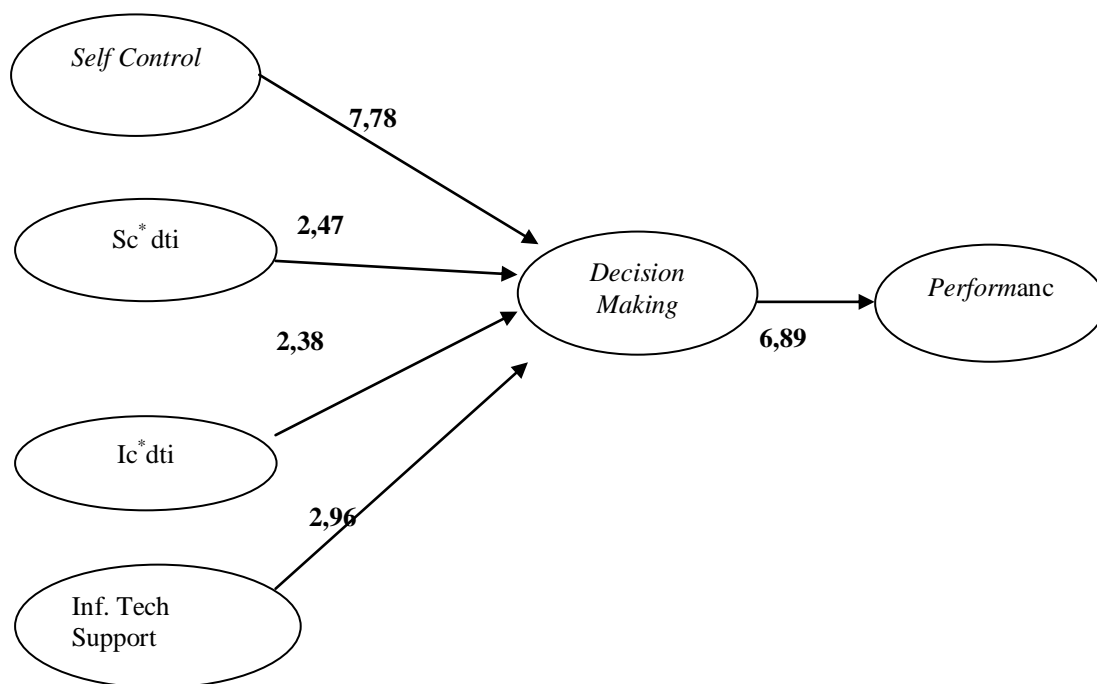 Self Control
7,78
Sc* dti
2,47
Decision
Making
Performanc
6,89
2,38
Ic*dti
2,96
Inf. Tech
Support